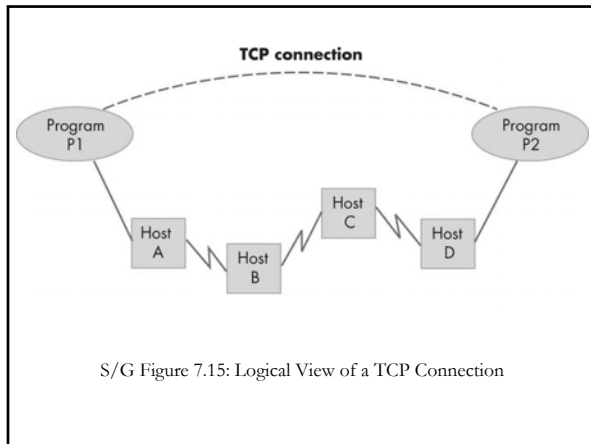 TCP connection
Program
P1
Program
P2
Host
A
Host
B
Host
C
Host
D
S/G Figure 7.15: Logical View of a TCP Connection